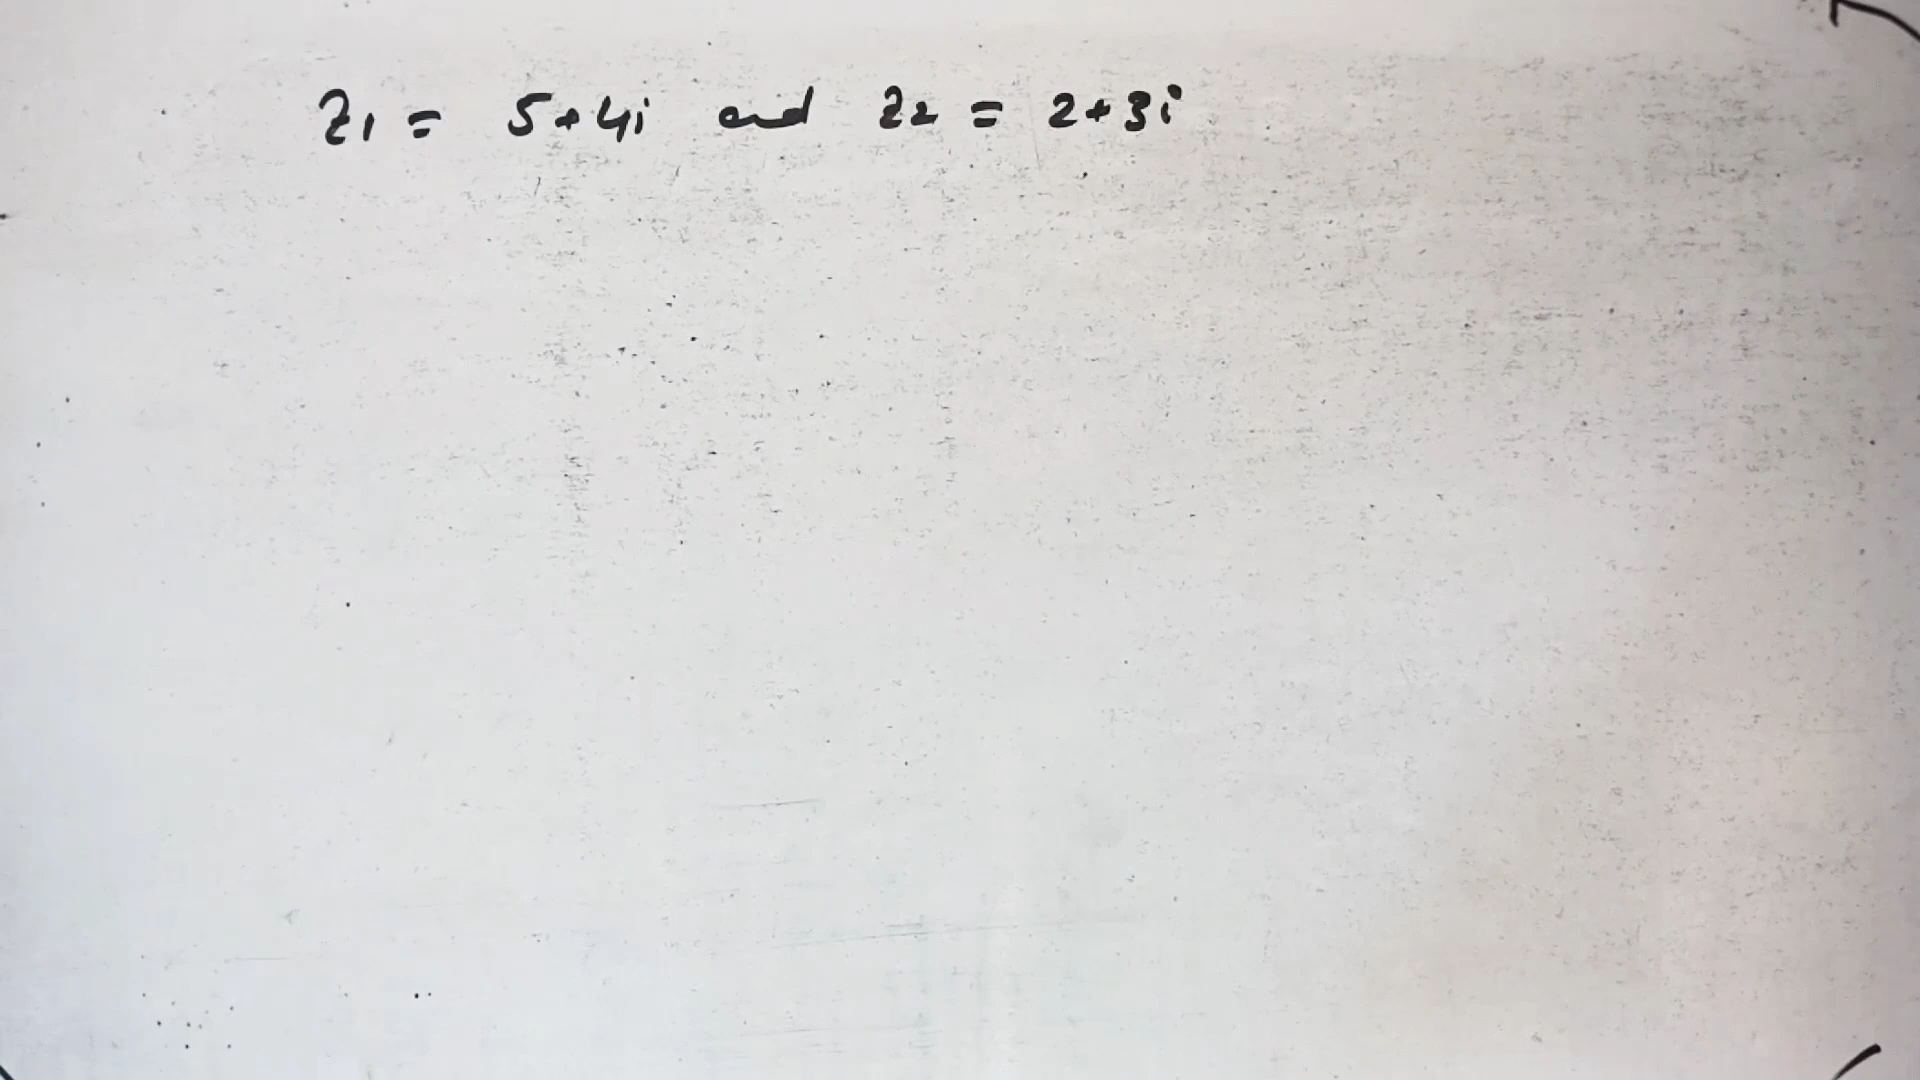 z1 = 5+4i and z2 = 2+3i